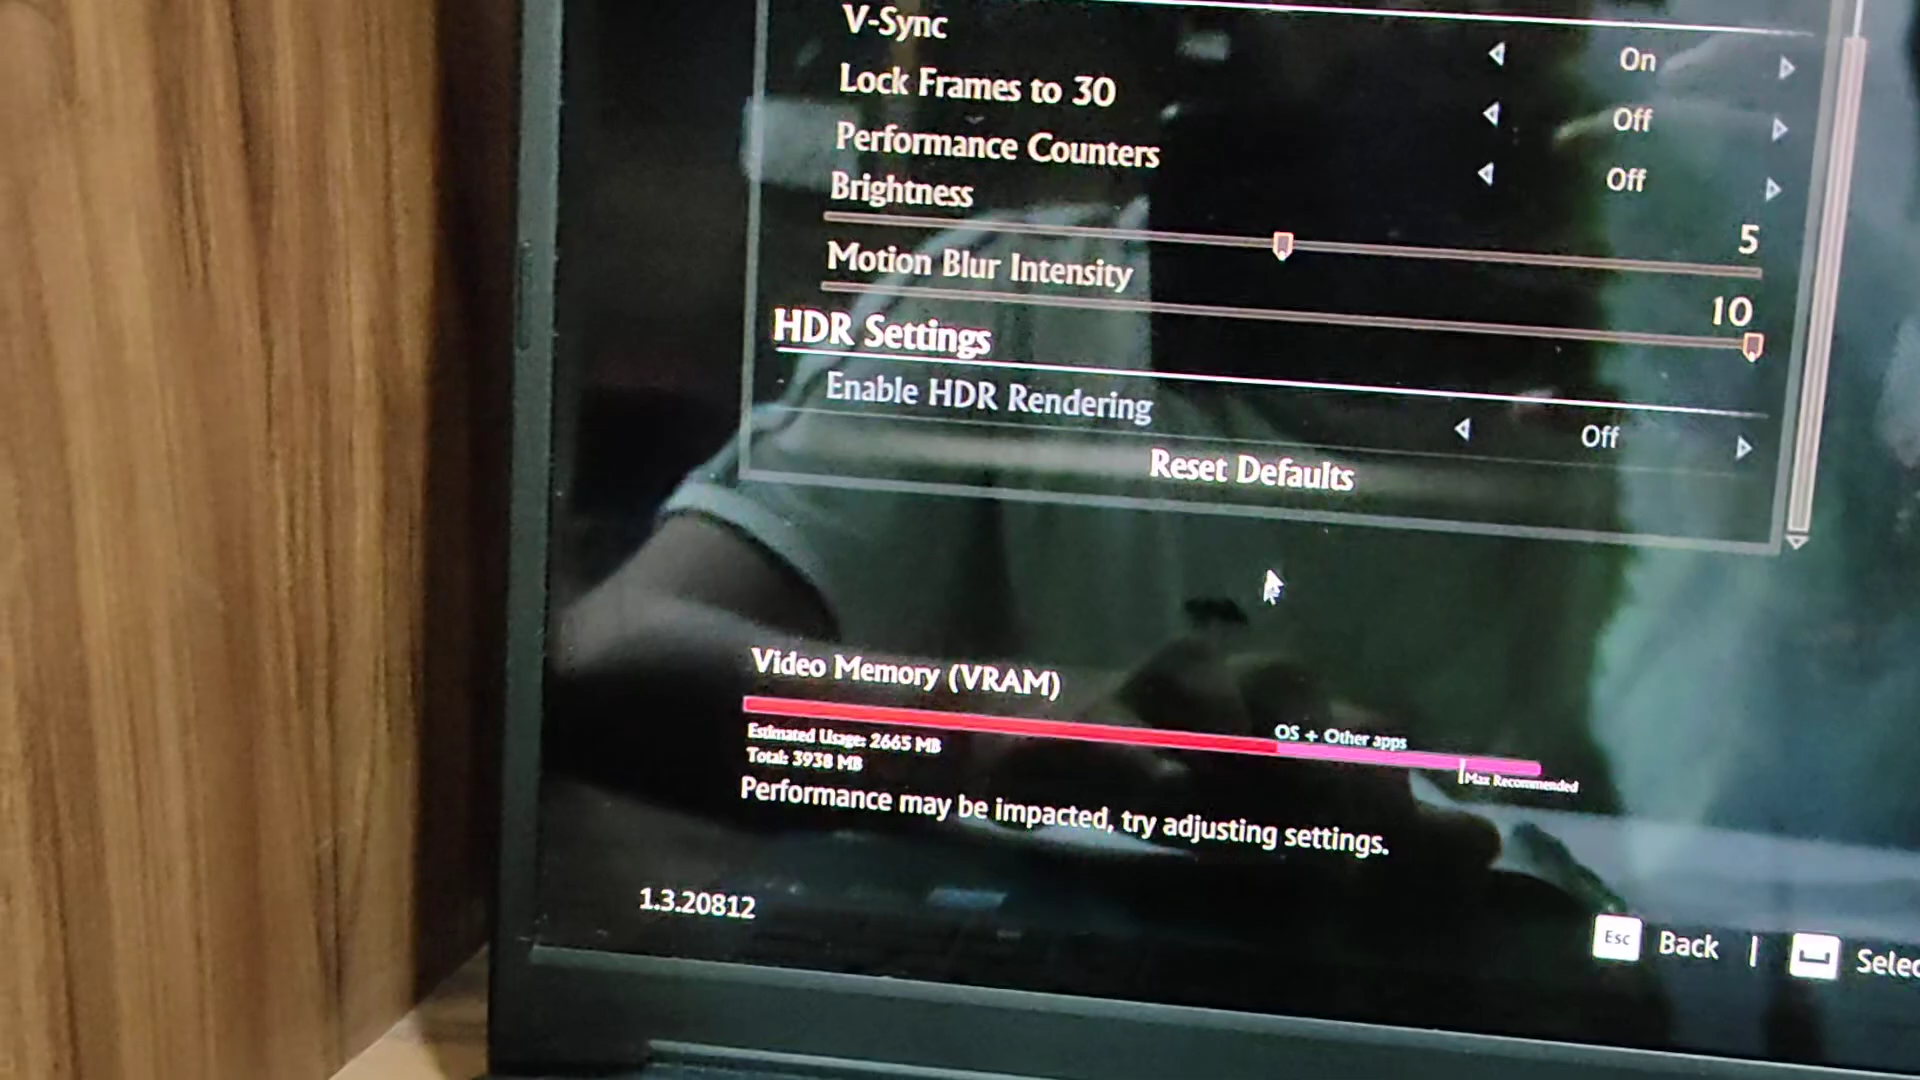 V-Sync
On
Lock Frames to 30
Off
Performance Counters
Off
Brightness
5
Motion Blur Intensity
10
HDR Settings
Enable HDR Rendering
Off
Reset Defaults
Video Memory (VRAM)
OS + Other apps
Estimated Usage: 2665 MB
Max Recommended
Total: 3938 MB
Performance may be impacted, try adjusting settings.
1.3.20812
Esc Back | Selec